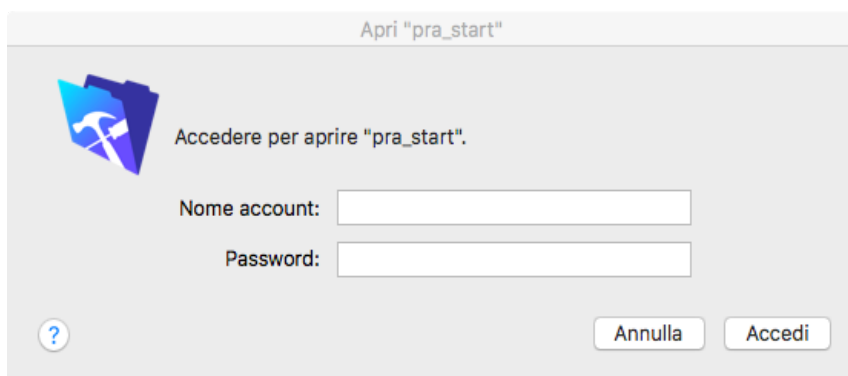 Apri "pra_start"
Accedere per aprire "pra_start".
Nome account:
Password:
?
Annulla
Accedi